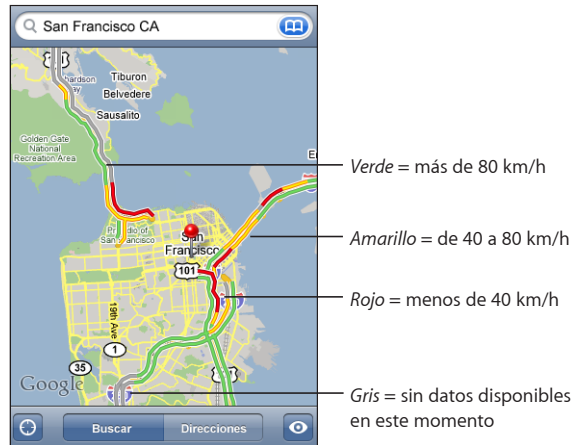 San Francisco CA
Tiburon
Belvedere
Sausalito
Golden Gate
National
Recreation Area
San
Francisco
101
19th Ave
1
35
Google
Buscar
Direcciones
Verde = más de 80 km/h
Amarillo = de 40 a 80 km/h
Rojo = menos de 40 km/h
Gris = sin datos disponibles
en este momento